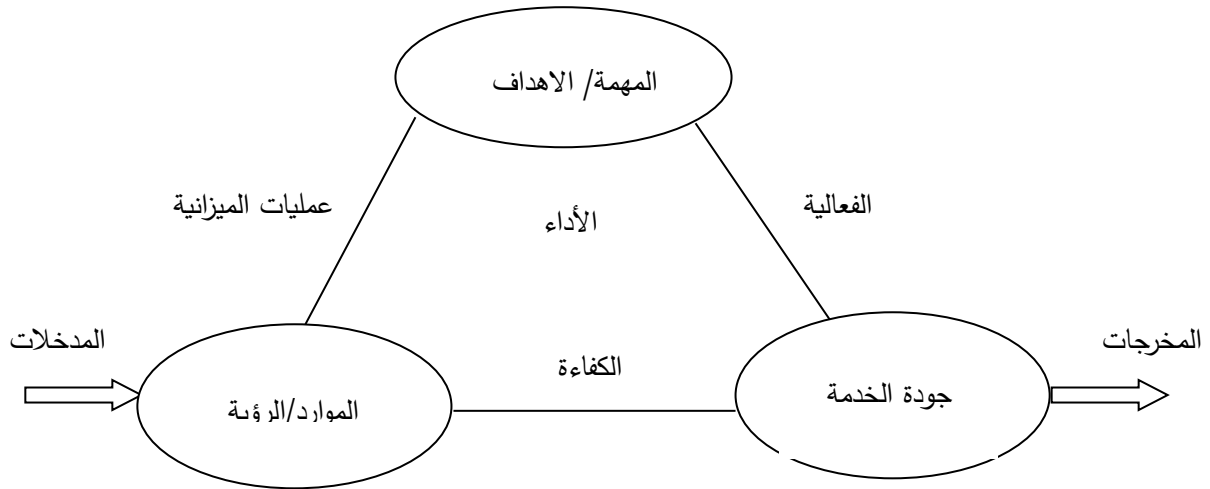 المهمة/ الاهداف
عمليات الميزانية
الفعالية
الأداء
المدخلات
المخرجات
الكفاءة
الموارد/الرؤية
جودة الخدمة